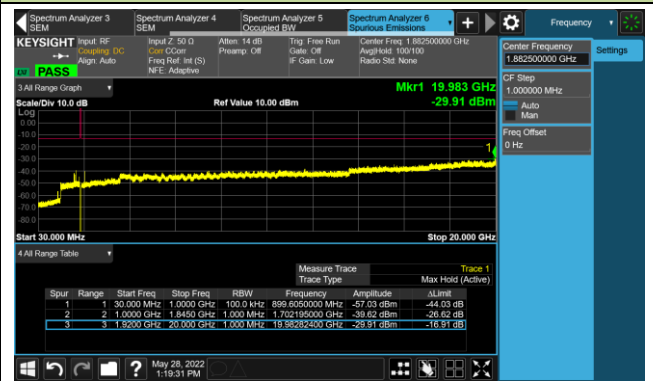 Spectrum Analyzer 3
SEM
Spectrum Analyzer 4
SEM
Spectrum Analyzer 5
Occupied BW
Spectrum Analyzer 6
Spurious Emissions
Frequency
KEYSIGHT
Input: RF
Coupling: DC
Align: Auto
Input Z: 50 Ω
Corr CCorr
Freq Ref: Int (S)
NFE: Adaptive
Atten: 14 dB
Preamp: Off
Trig: Free Run
Gate: Off
IF Gain: Low
Center Freq: 1.882500000 GHz
Avg|Hold: 100/100
Radio Std: None
PASS
Center Frequency
1.882500000 GHz
Settings
CF Step
1.000000 MHz
Auto
Man
Freq Offset
0 Hz
3 All Range Graph
Mkr1 19.983 GHz
Scale/Div 10.0 dB
Ref Value 10.00 dBm
-29.91 dBm
Log
0.00
-10.0
-20.0
-30.0
-40.0
-50.0
-60.0
-70.0
-80.0
1
Start 30.000 MHz
Stop 20.000 GHz
4 All Range Table
Measure Trace Trace 1
Trace Type Max Hold (Active)
Spur Range Start Freq Stop Freq RBW Frequency Amplitude ΔLimit
1 1 30.000 MHz 1.0000 GHz 100.0 kHz 899.6050000 MHz -57.03 dBm -44.03 dB
2 2 1.0000 GHz 1.8450 GHz 1.000 MHz 1.702195000 GHz -39.62 dBm -26.62 dB
3 3 1.9200 GHz 20.000 GHz 1.000 MHz 19.98282400 GHz -29.91 dBm -16.91 dB
May 28, 2022
1:19:31 PM